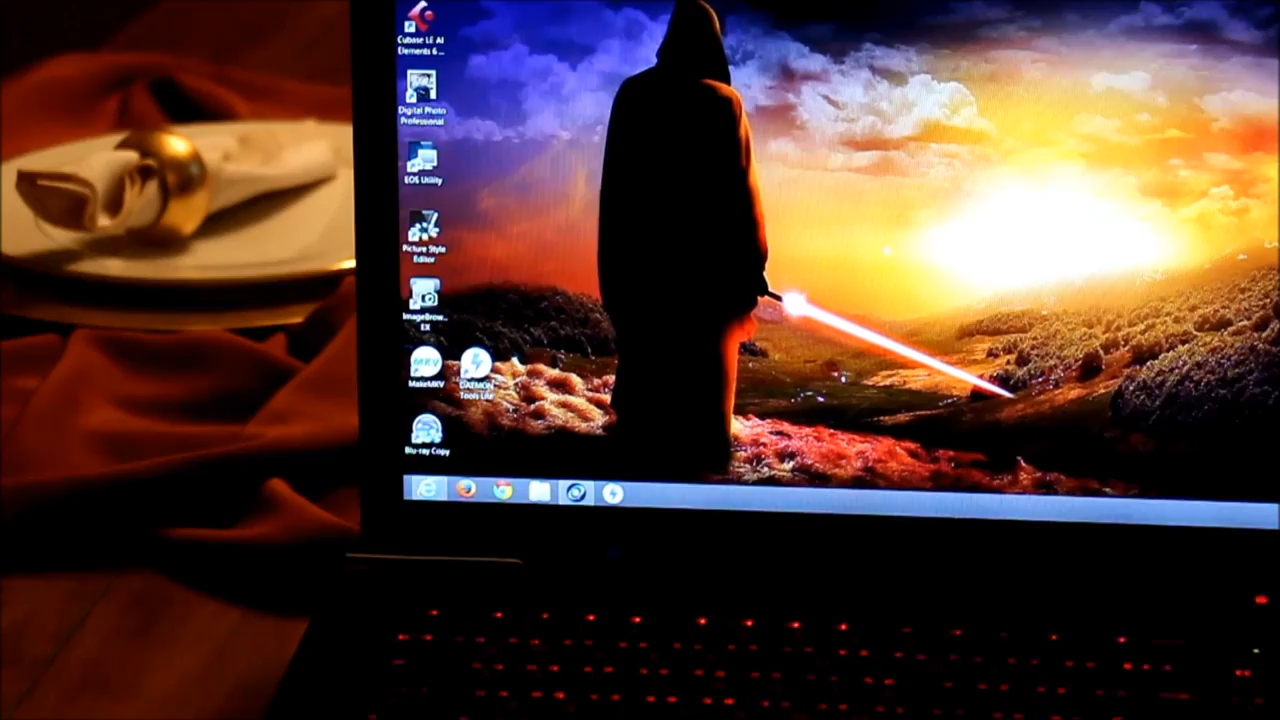 Cubase LE AI
Elements 6 ...
Digital Photo
Professional
EOS Utility
Picture Style
Editor
ImageBrow...
EX
MKV
MakeMKV
DAEMON
Tools Lite
Blu-ray Copy